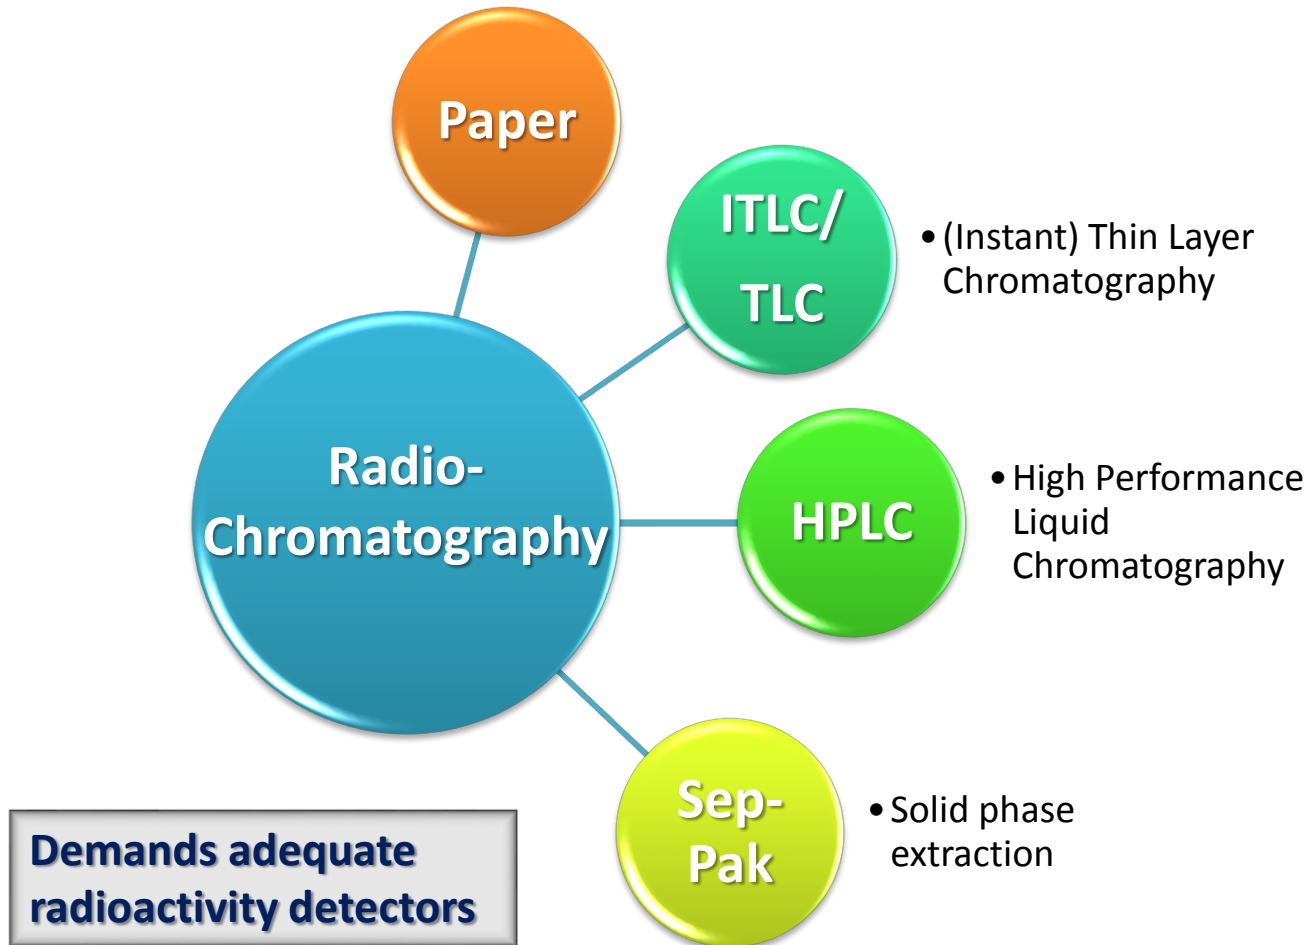 Paper
ITLC/
TLC
• (Instant) Thin Layer
Chromatography
Radio-
Chromatography
HPLC
• High Performance
Liquid
Chromatography
Sep-
Pak
• Solid phase
extraction
Demands adequate
radioactivity detectors